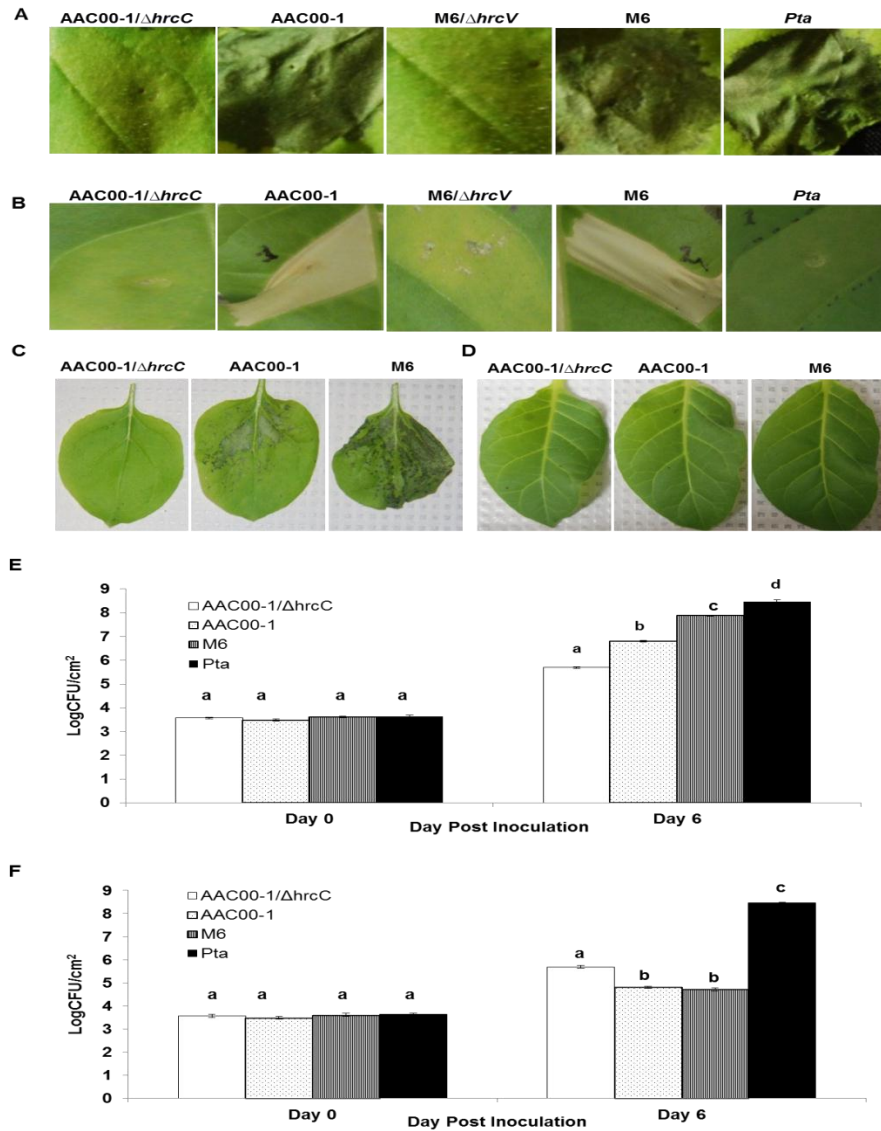 A
AAC00-1/ΔhrcC AAC00-1 M6/ΔhrcV M6 Pta
B
AAC00-1/ΔhrcC AAC00-1 M6/ΔhrcV M6 Pta
C D
AAC00-1/ΔhrcC AAC00-1 M6 AAC00-1/ΔhrcC AAC00-1 M6
E
LogCFU/cm²
9
8
7
6
5
4
3
2
1
0
AAC00-1/ΔhrcC
AAC00-1
M6
Pta
a a a a
a b c d
Day 0 Day 6
Day Post Inoculation
F
LogCFU/cm²
9
8
7
6
5
4
3
2
1
0
AAC00-1/ΔhrcC
AAC00-1
M6
Pta
a a a a
a b b c
Day 0 Day 6
Day Post Inoculation